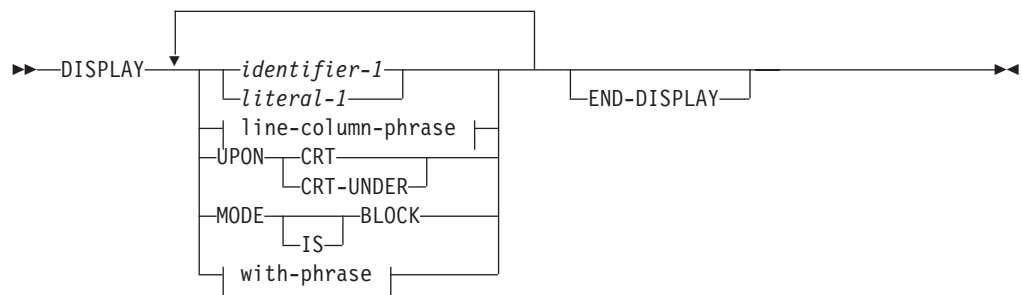 DISPLAY identifier-1
literal-1 END-DISPLAY
line-column-phrase
UPON CRT
CRT-UNDER
MODE BLOCK
IS
with-phrase